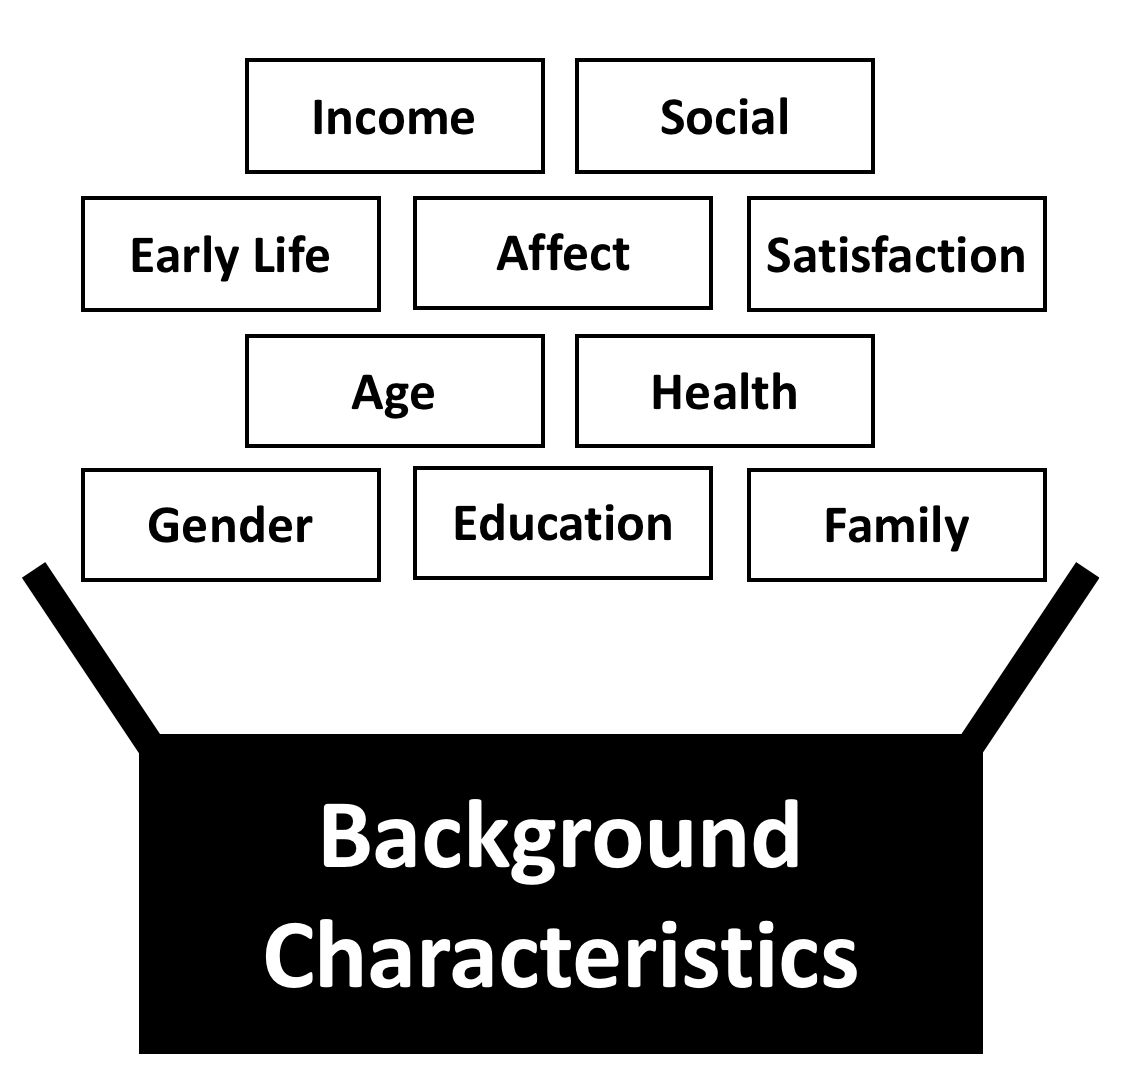 Income
Social
Early Life
Affect
Satisfaction
Age
Health
Gender
Education
Family
Background
Characteristics